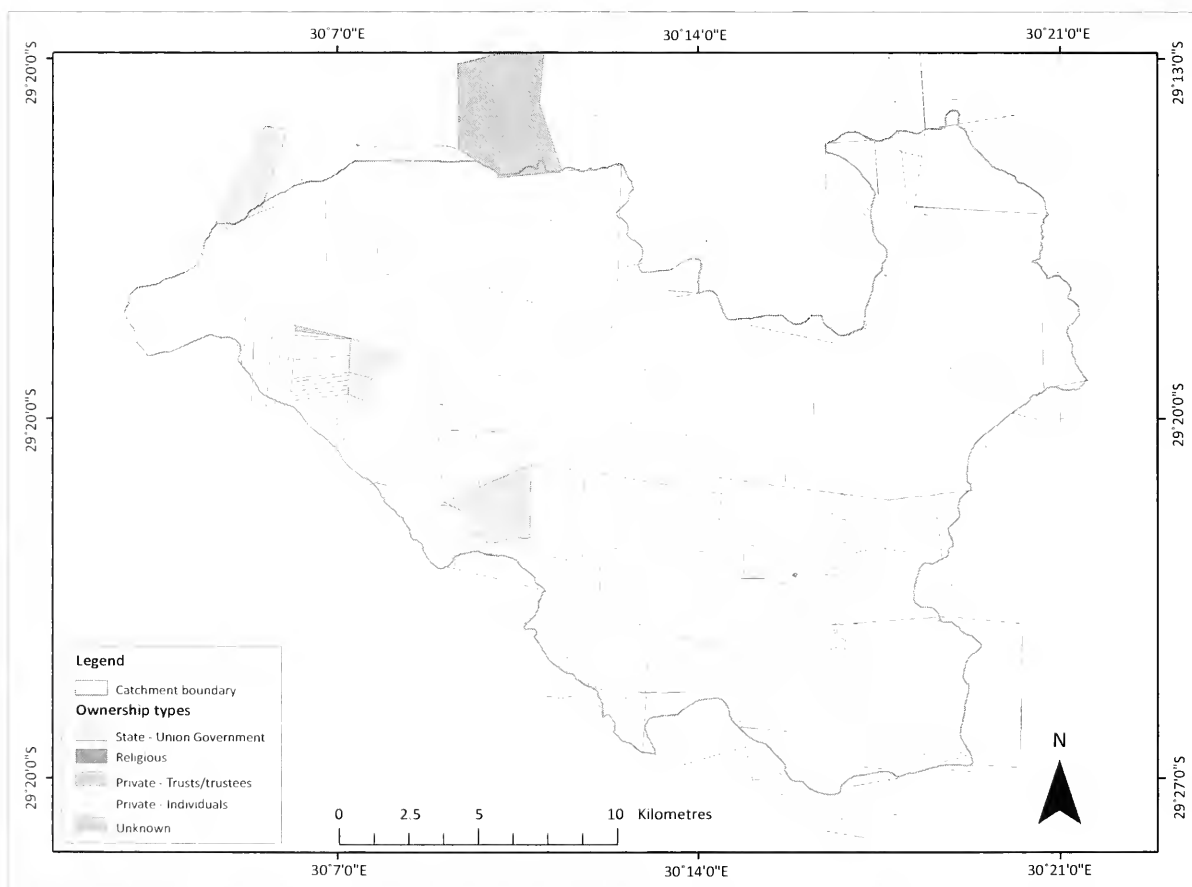 30°7'0"E 30°14'0"E 30°21'0"E
29°20'0"S
29°13'0"S
29°20'0"S
29°20'0"S
Legend
Catchment boundary
Ownership types
State - Union Government
Religious
Private - Trusts/trustees
Private - Individuals
Unknown
0 2.5 5 10 Kilometres
N
29°20'0"S
29°27'0"S
30°7'0"E 30°14'0"E 30°21'0"E